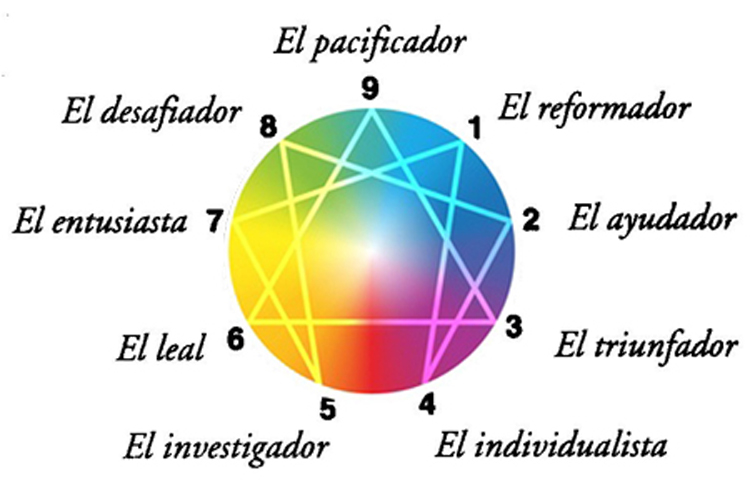 El pacificador
9
El desafiador
8
1
El reformador
El entusiasta
7
2
El ayudador
El leal
6
3
El triunfador
5
4
El investigador
El individualista